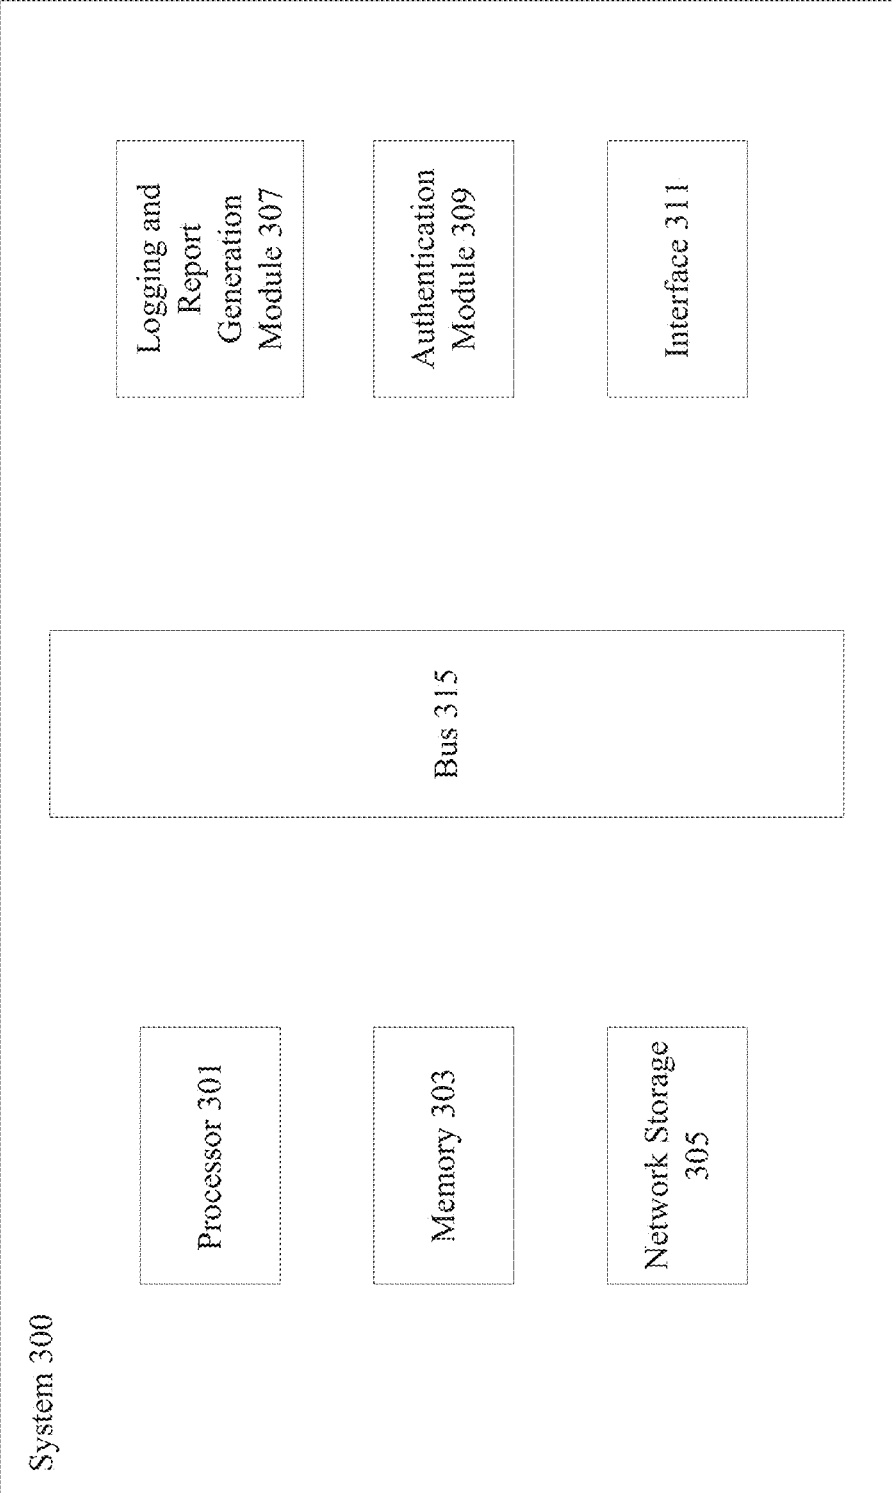 System 300
Processor 301
Memory 303
Network Storage
305
Bus 315
Logging and
Report
Generation
Module 307
Authentication
Module 309
Interface 311